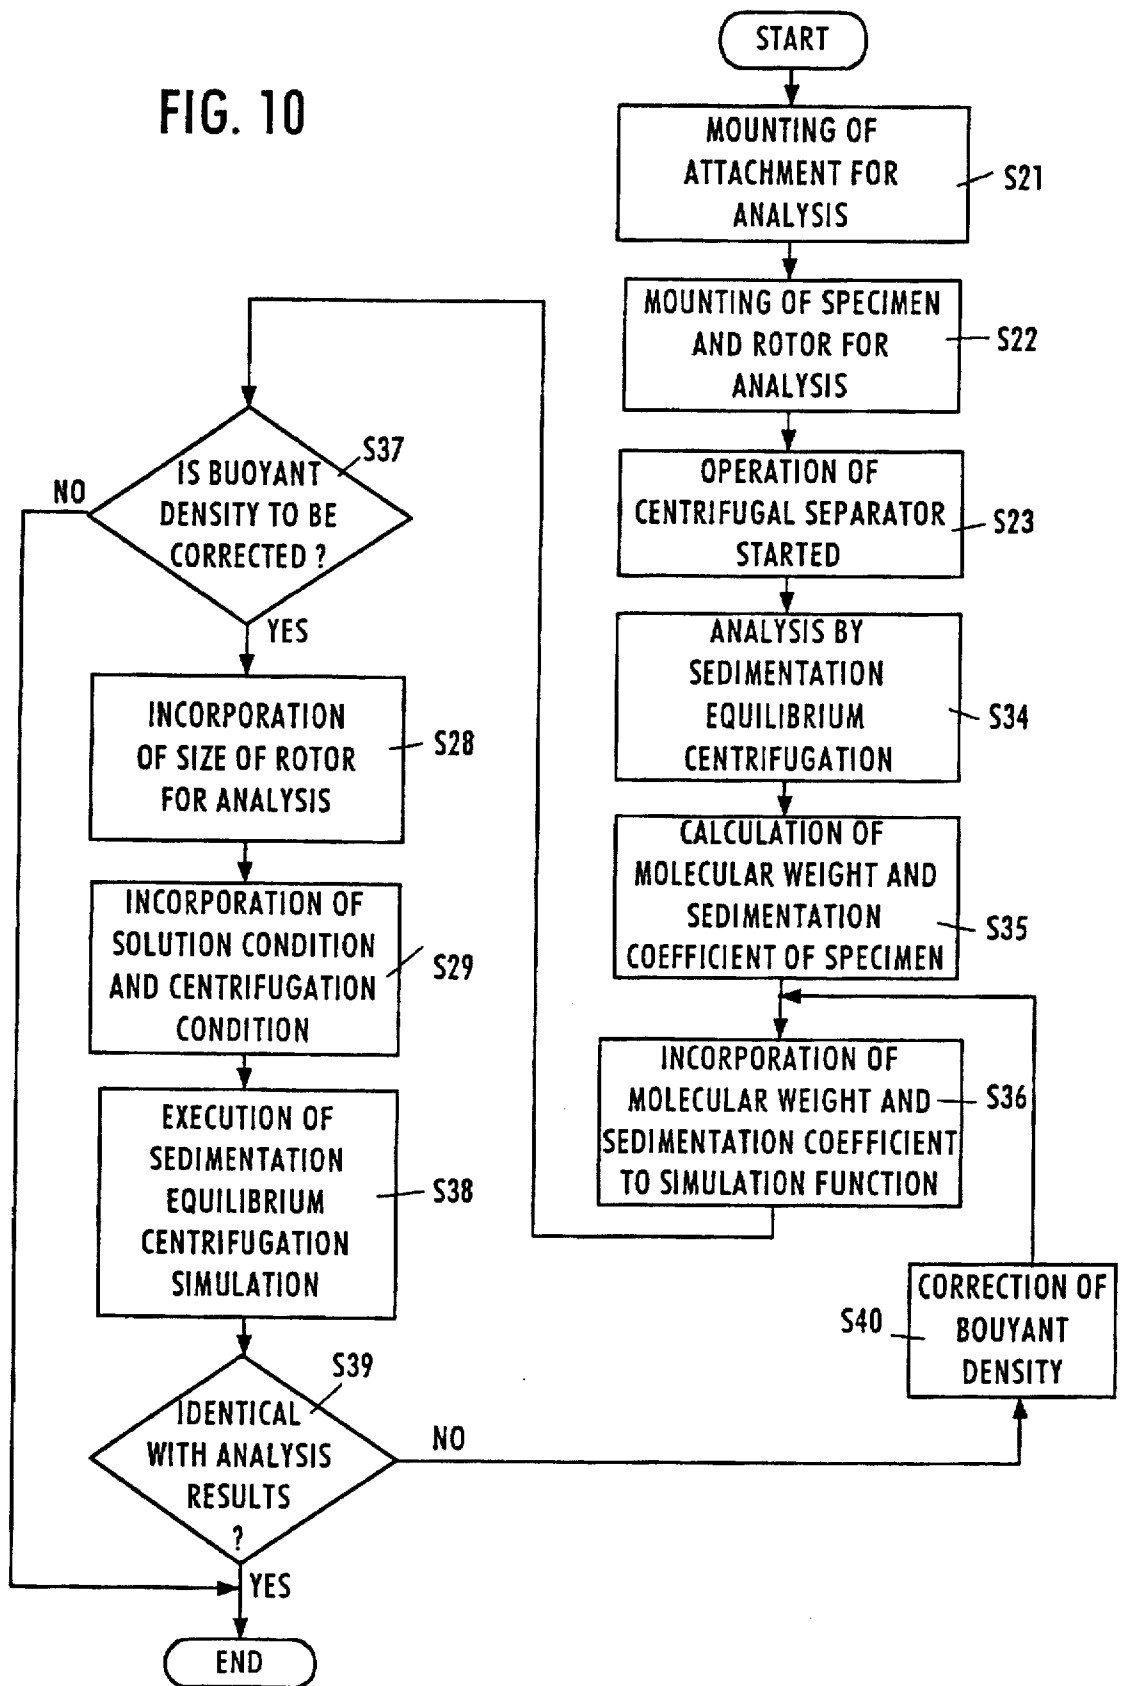 FIG. 10
START
MOUNTING OF
ATTACHMENT FOR
ANALYSIS
S21
MOUNTING OF SPECIMEN
AND ROTOR FOR
ANALYSIS
S22
OPERATION OF
CENTRIFUGAL SEPARATOR
STARTED
S23
ANALYSIS BY
SEDIMENTATION
EQUILIBRIUM
CENTRIFUGATION
S34
CALCULATION OF
MOLECULAR WEIGHT AND
SEDIMENTATION
COEFFICIENT OF SPECIMEN
S35
INCORPORATION OF
MOLECULAR WEIGHT AND
SEDIMENTATION COEFFICIENT
TO SIMULATION FUNCTION
S36
IS BUOYANT
DENSITY TO BE
CORRECTED ?
S37
NO
YES
INCORPORATION
OF SIZE OF ROTOR
FOR ANALYSIS
S28
INCORPORATION OF
SOLUTION CONDITION
AND CENTRIFUGATION
CONDITION
S29
EXECUTION OF
SEDIMENTATION
EQUILIBRIUM
CENTRIFUGATION
SIMULATION
S38
IDENTICAL
WITH ANALYSIS
RESULTS
?
S39
NO
CORRECTION OF
BOUYANT
DENSITY
S40
YES
END